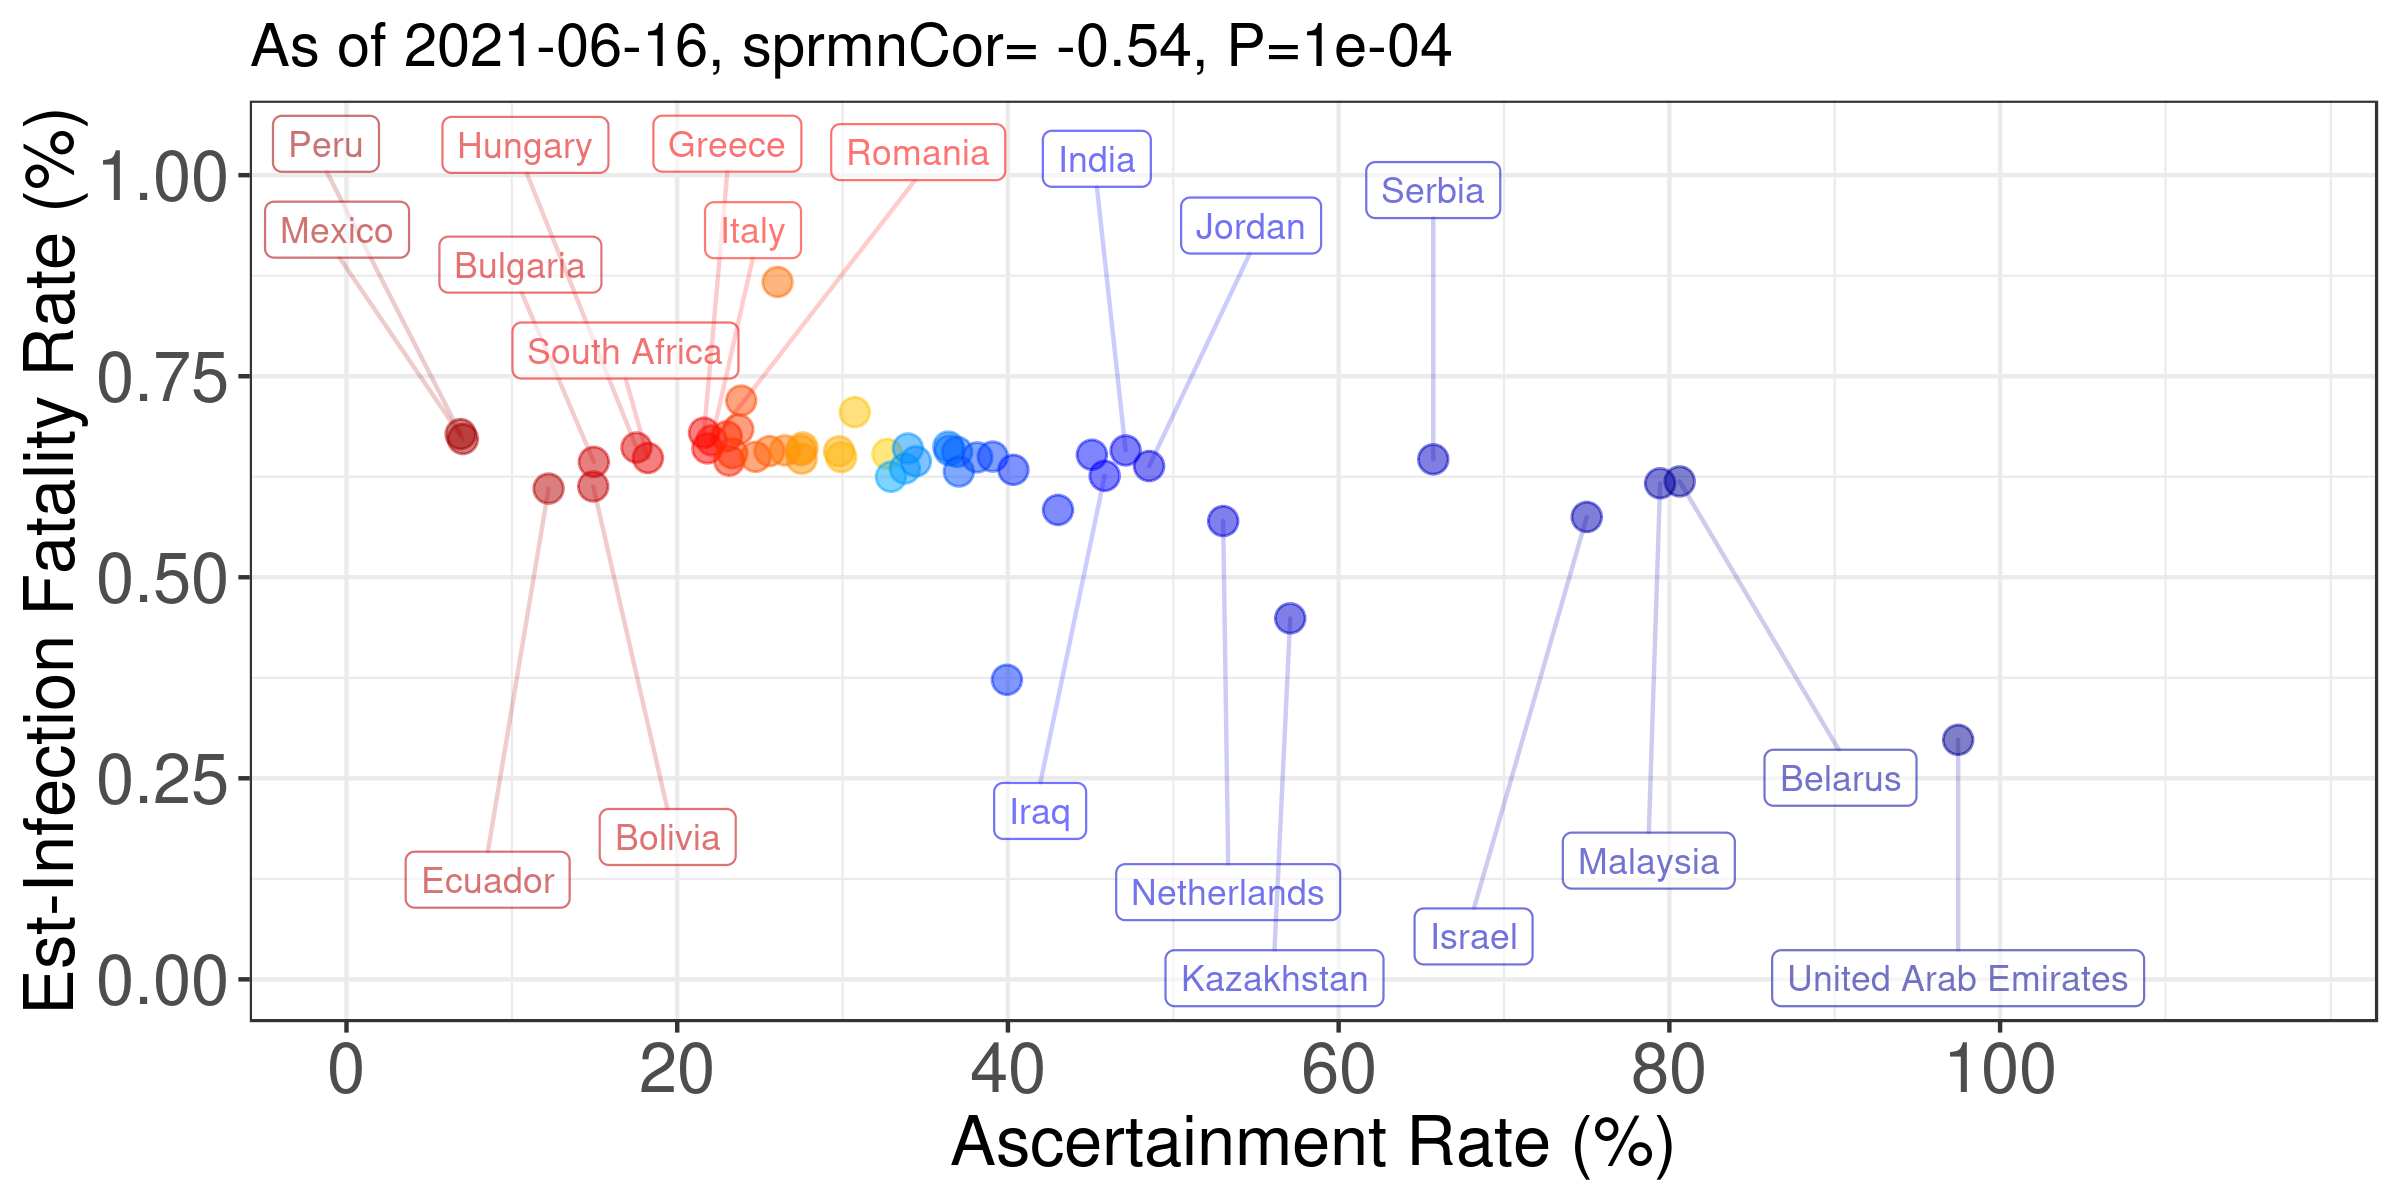 As of 2021-06-16, sprmnCor= -0.54, P=1e-04
Est-Infection Fatality Rate (%)
1.00
0.75
0.50
0.25
0.00
Peru
Hungary
Greece
Romania
India
Serbia
Mexico
Italy
Jordan
Bulgaria
South Africa
Belarus
Iraq
Bolivia
Malaysia
Ecuador
Netherlands
Israel
Kazakhstan
United Arab Emirates
0
20
40
60
80
100
Ascertainment Rate (%)